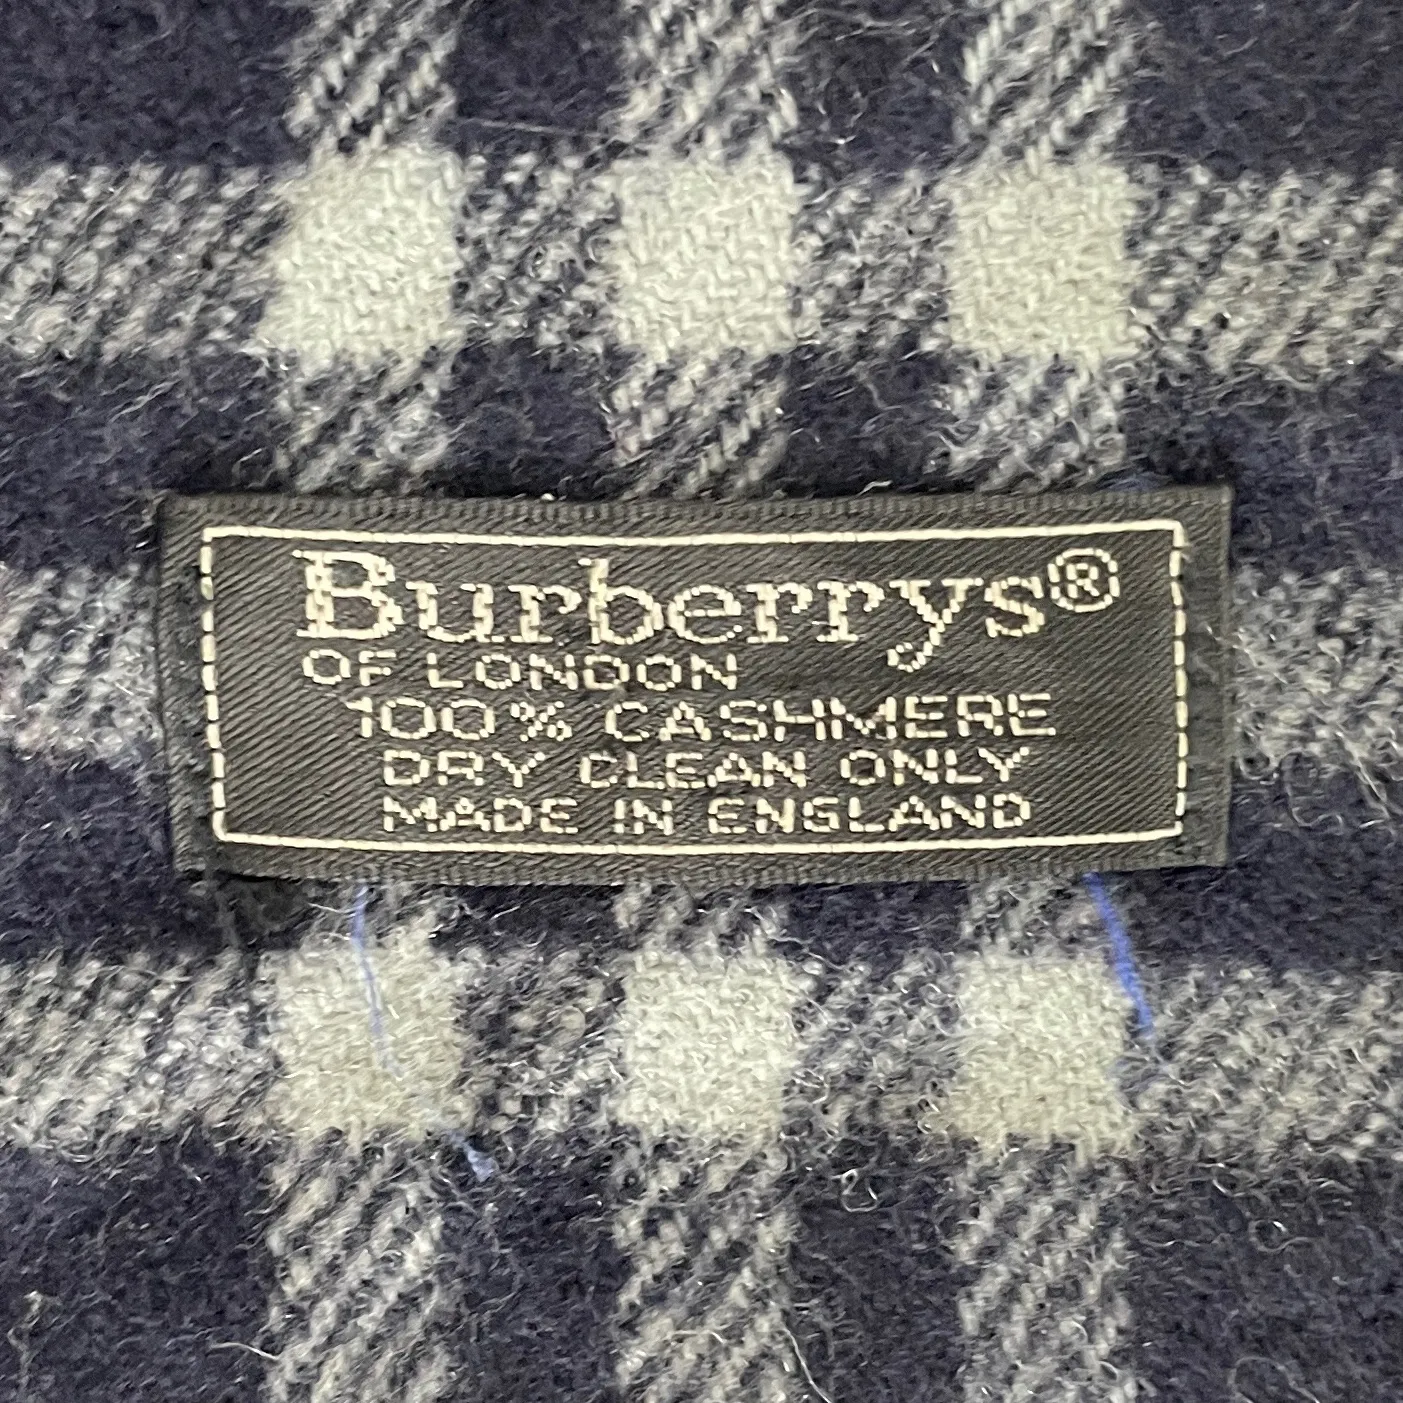 Burberrys®
OF LONDON
100% CASHMERE
DRY CLEAN ONLY
MADE IN ENGLAND